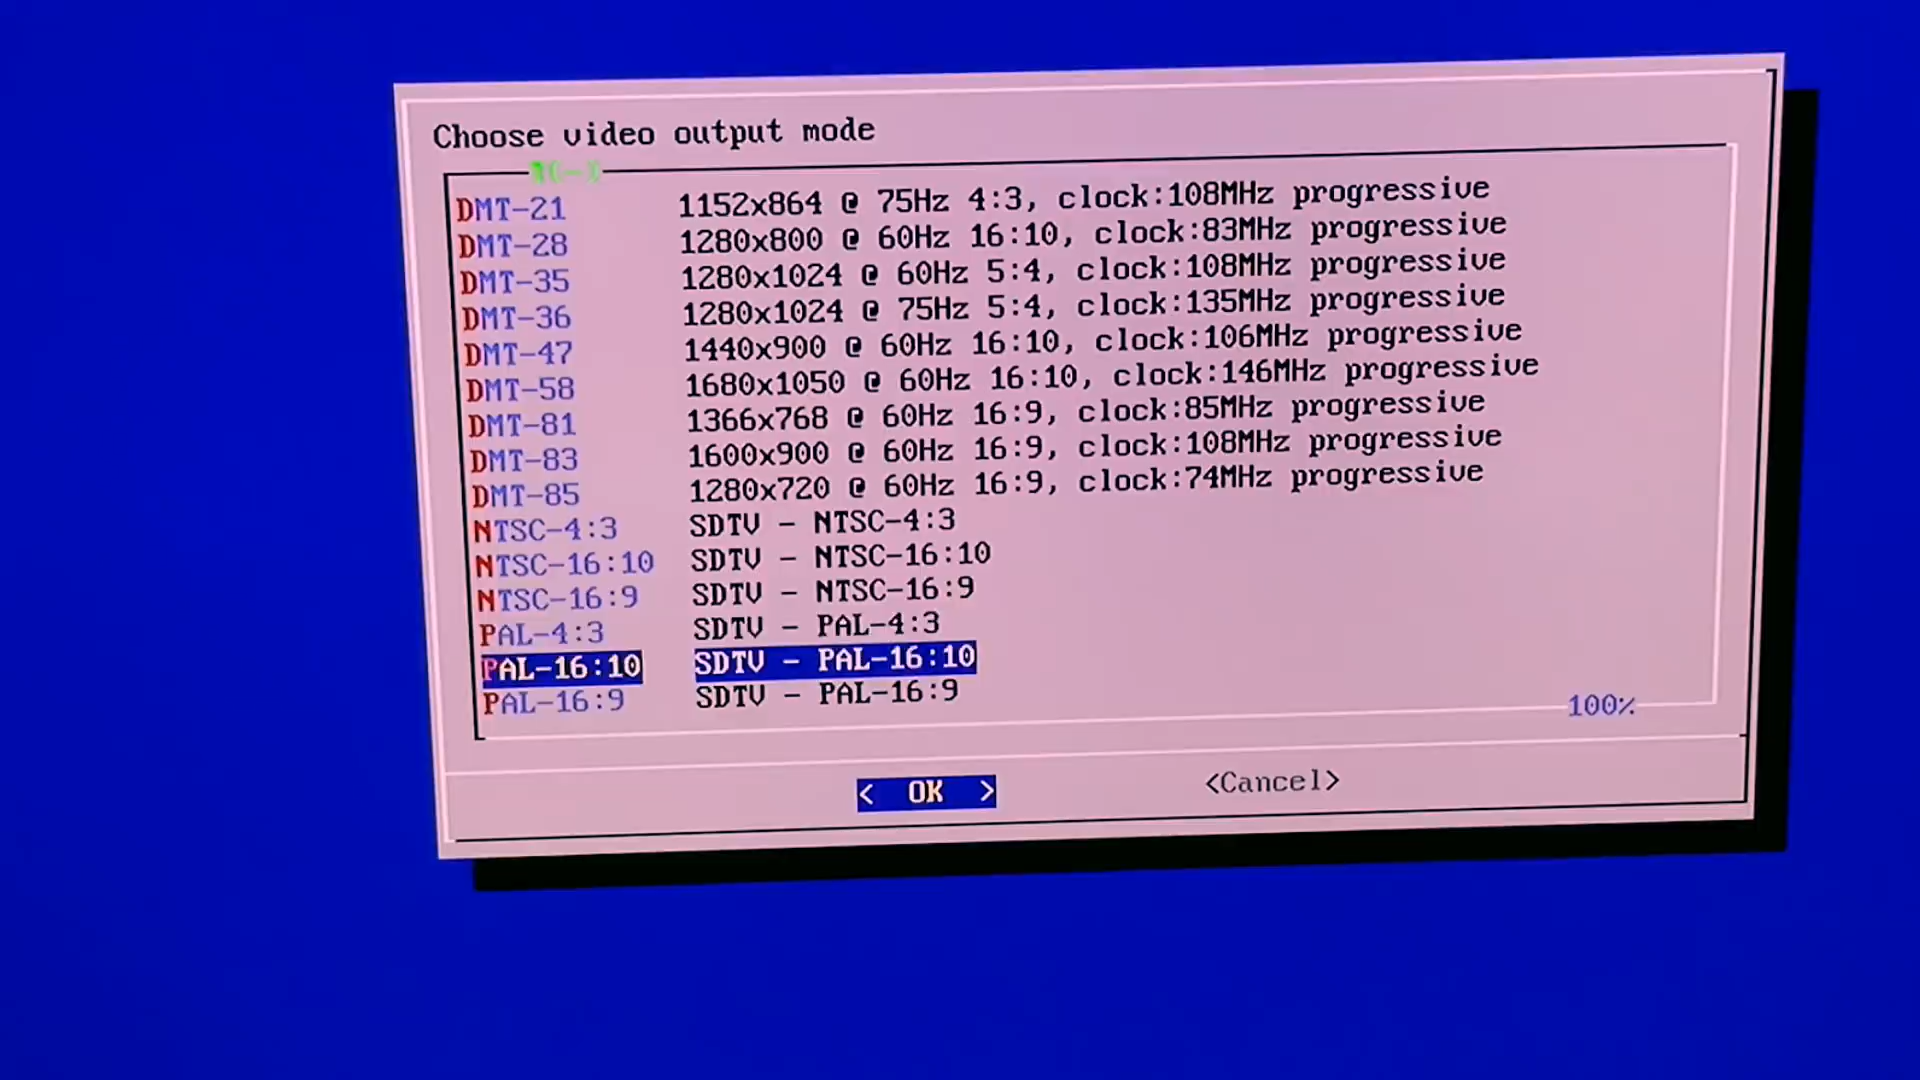 Choose video output mode
↑(-)
DMT-21 1152x864 @ 75Hz 4:3, clock:108MHz progressive
DMT-28 1280x800 @ 60Hz 16:10, clock:83MHz progressive
DMT-35 1280x1024 @ 60Hz 5:4, clock:108MHz progressive
DMT-36 1280x1024 @ 75Hz 5:4, clock:135MHz progressive
DMT-47 1440x900 @ 60Hz 16:10, clock:106MHz progressive
DMT-58 1680x1050 @ 60Hz 16:10, clock:146MHz progressive
DMT-81 1366x768 @ 60Hz 16:9, clock:85MHz progressive
DMT-83 1600x900 @ 60Hz 16:9, clock:108MHz progressive
DMT-85 1280x720 @ 60Hz 16:9, clock:74MHz progressive
NTSC-4:3 SDTV - NTSC-4:3
NTSC-16:10 SDTV - NTSC-16:10
NTSC-16:9 SDTV - NTSC-16:9
PAL-4:3 SDTV - PAL-4:3
PAL-16:10 SDTV - PAL-16:10
PAL-16:9 SDTV - PAL-16:9
100%
< OK > <Cancel>